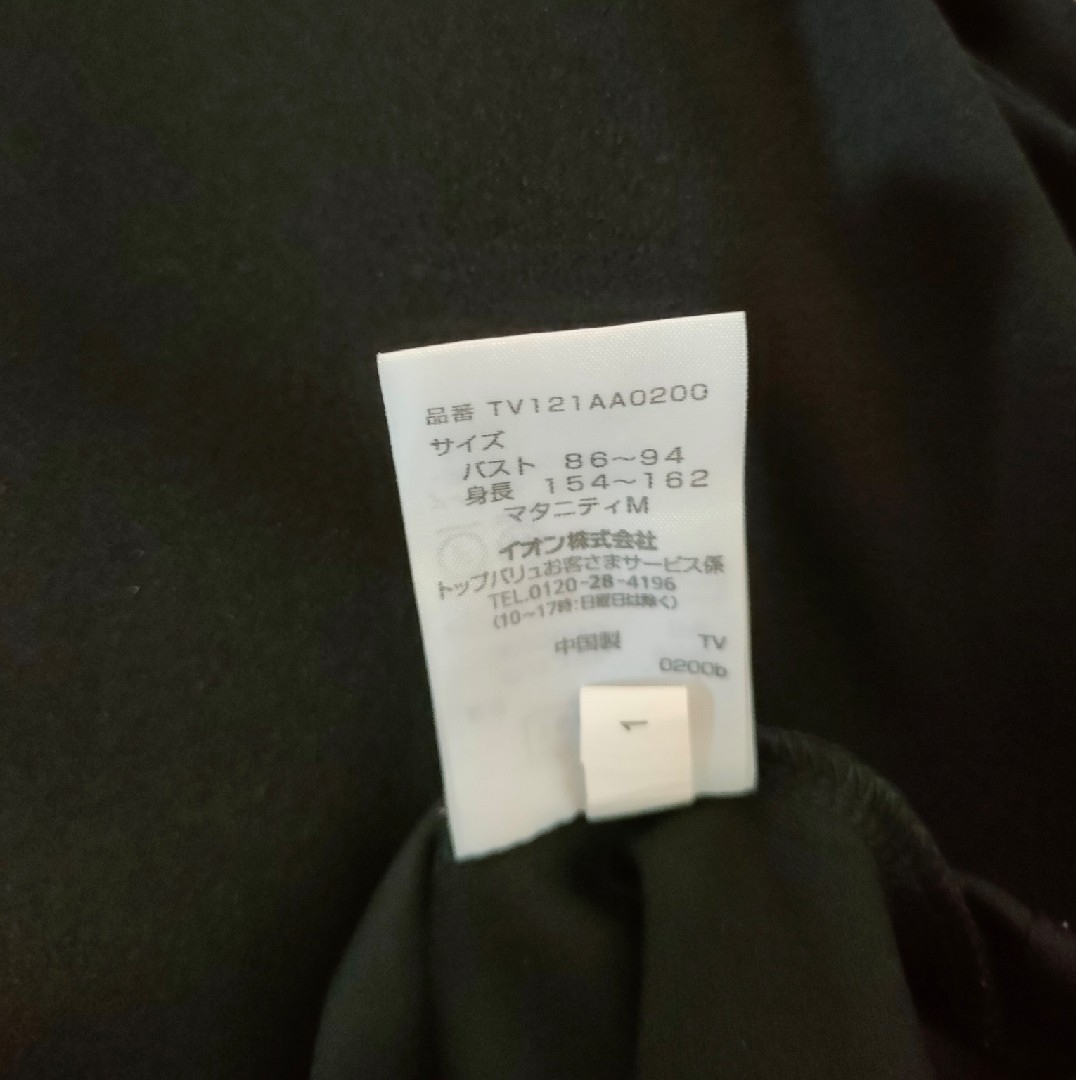 品番 TV121AA0200
サイズ
バスト 86～94
身長 154～162
マタニティM
イオン株式会社
トップバリュお客さまサービス係
TEL.0120-28-4196
(10～17時:日曜日は除く)
中国製 TV
0200b
1